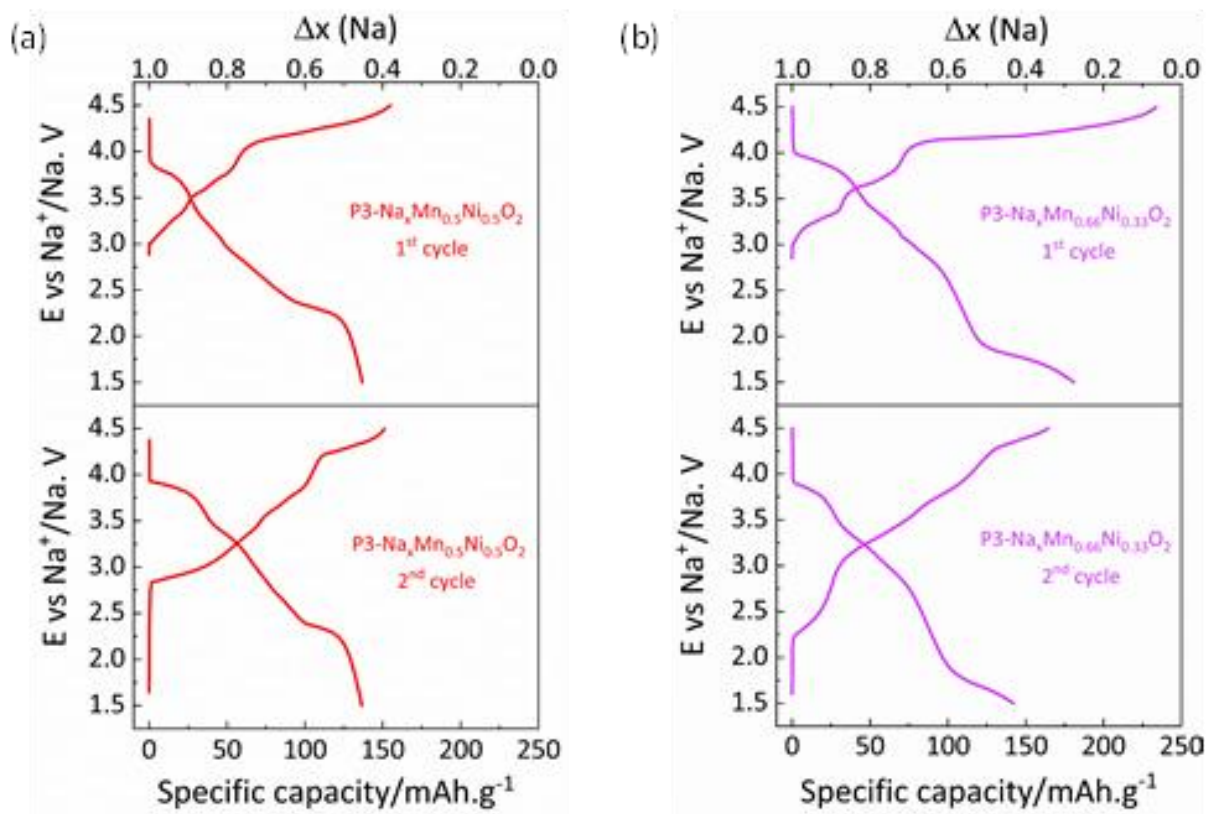 (a)
Δx (Na)
1.0 0.8 0.6 0.4 0.2 0.0
E vs Na⁺/Na. V
4.5
4.0
3.5
3.0
2.5
2.0
1.5
P3-NaₓMn₀.₅Ni₀.₅O₂
1ˢᵗ cycle
E vs Na⁺/Na. V
4.5
4.0
3.5
3.0
2.5
2.0
1.5
P3-NaₓMn₀.₅Ni₀.₅O₂
2ⁿᵈ cycle
0 50 100 150 200 250
Specific capacity/mAh.g⁻¹
(b)
Δx (Na)
1.0 0.8 0.6 0.4 0.2 0.0
E vs Na⁺/Na. V
4.5
4.0
3.5
3.0
2.5
2.0
1.5
P3-NaₓMn₀.₆₆Ni₀.₃₃O₂
1ˢᵗ cycle
E vs Na⁺/Na. V
4.5
4.0
3.5
3.0
2.5
2.0
1.5
P3-NaₓMn₀.₆₆Ni₀.₃₃O₂
2ⁿᵈ cycle
0 50 100 150 200 250
Specific capacity/mAh.g⁻¹